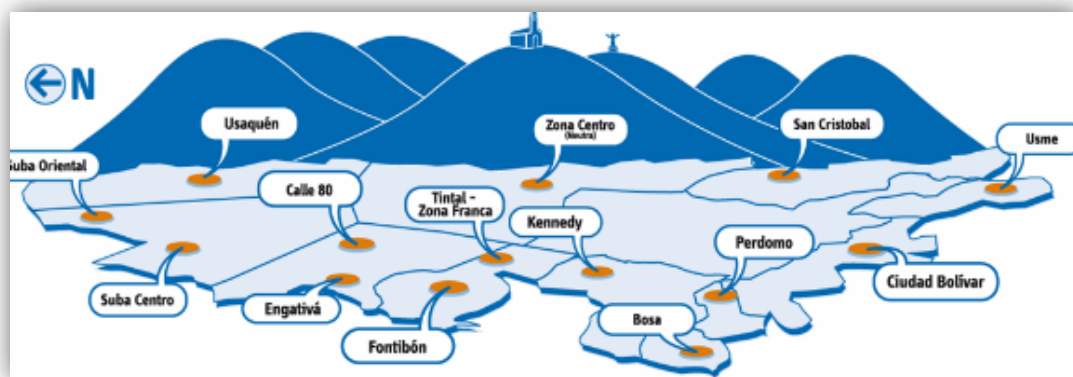 N
Usaquén
Zona Centro
(Neutra)
San Cristobal
Usme
Suba Oriental
Calle 80
Tintal -
Zona Franca
Kennedy
Perdomo
Ciudad Bolívar
Suba Centro
Engativá
Fontibón
Bosa